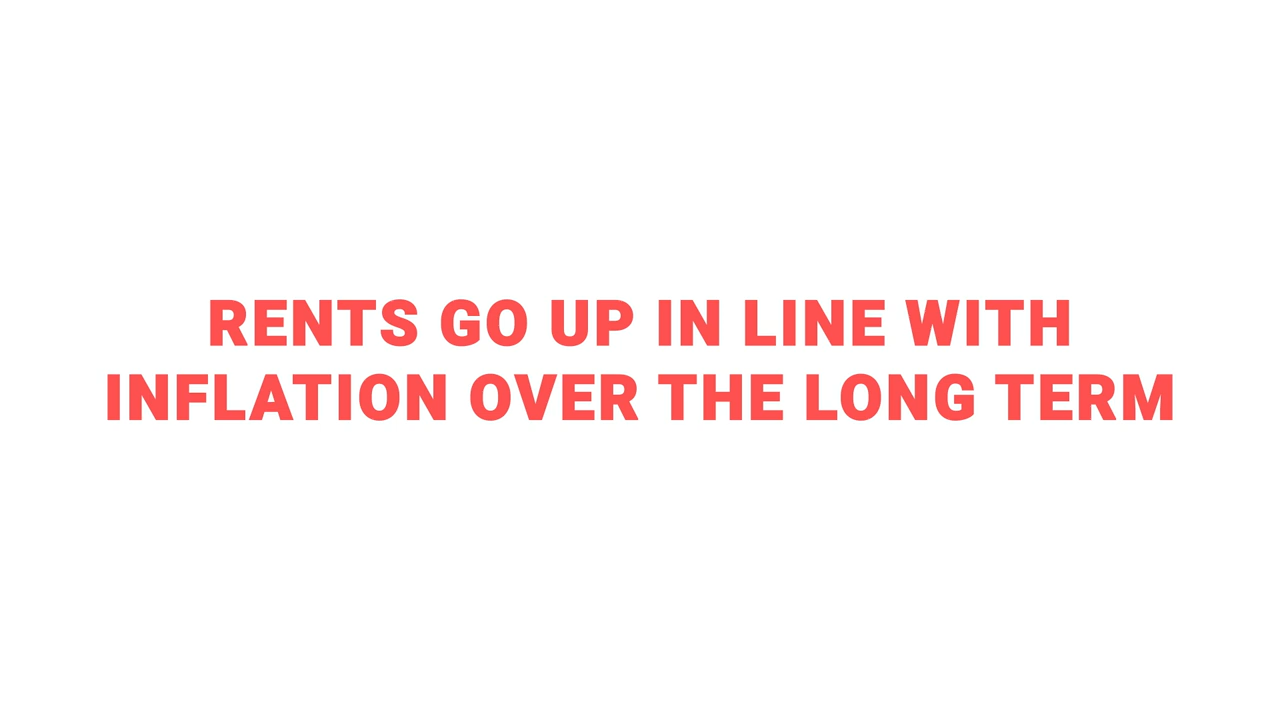 RENTS GO UP IN LINE WITH
INFLATION OVER THE LONG TERM